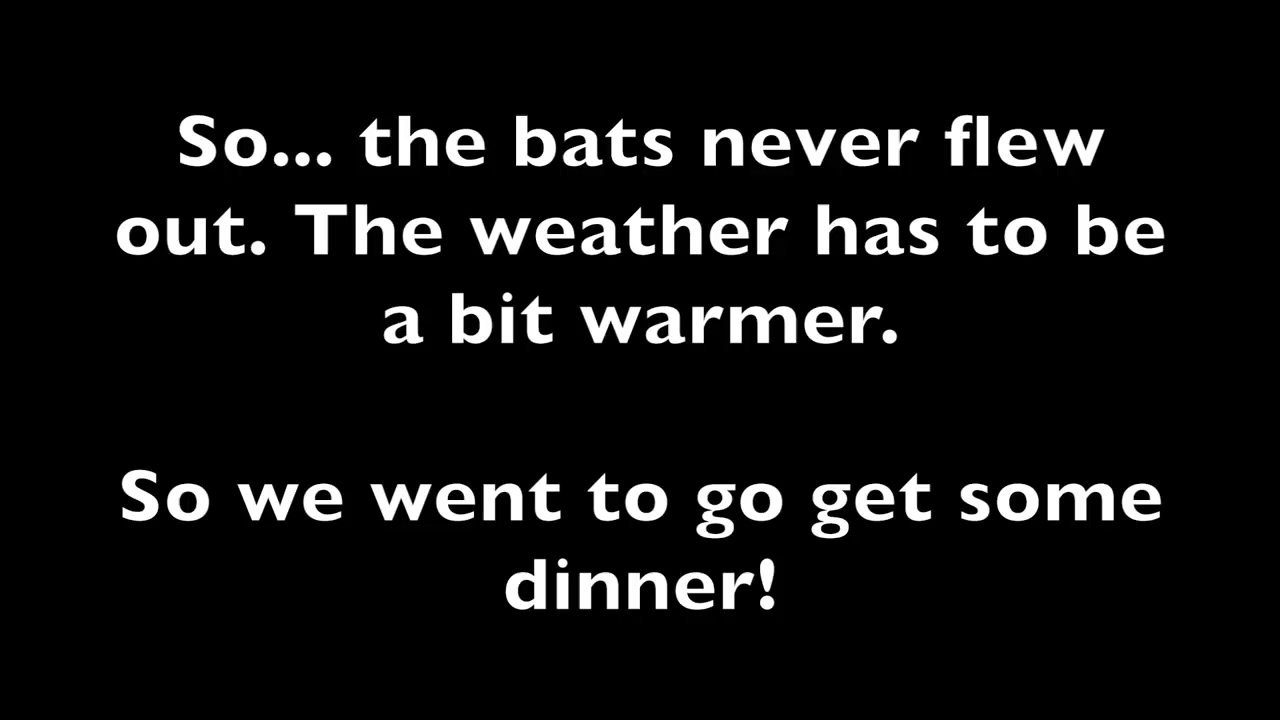 So... the bats never flew
out. The weather has to be
a bit warmer.
So we went to go get some
dinner!